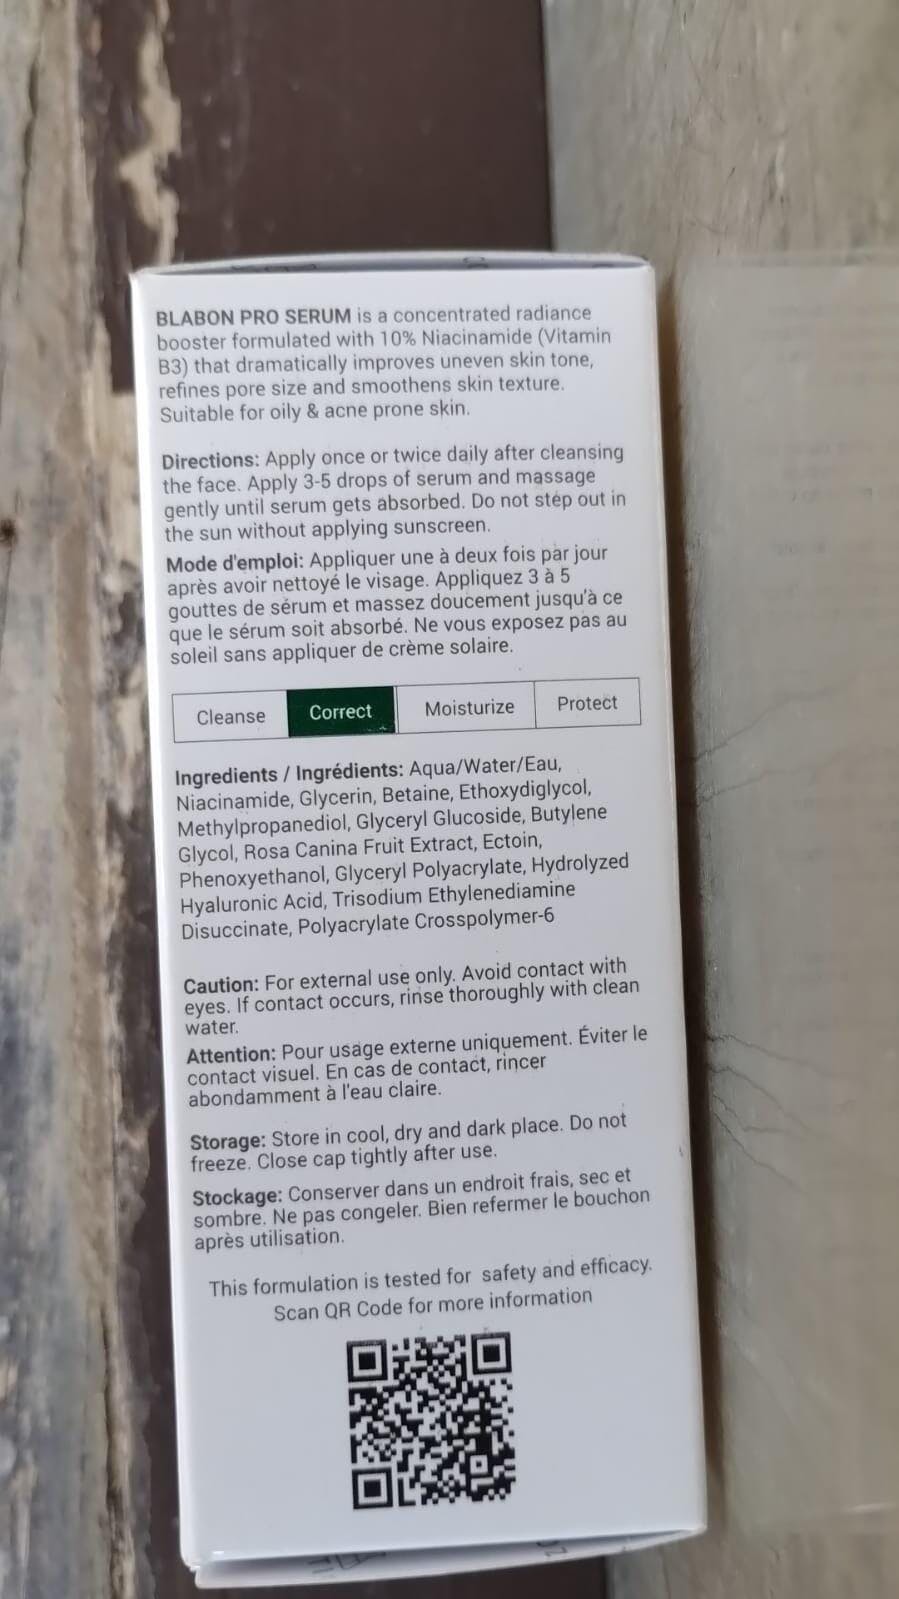 BLABON PRO SERUM is a concentrated radiance
booster formulated with 10% Niacinamide (Vitamin
B3) that dramatically improves uneven skin tone,
refines pore size and smoothens skin texture.
Suitable for oily & acne prone skin.
Directions: Apply once or twice daily after cleansing
the face. Apply 3-5 drops of serum and massage
gently until serum gets absorbed. Do not step out in
the sun without applying sunscreen.
Mode d'emploi: Appliquer une à deux fois par jour
après avoir nettoyé le visage. Appliquez 3 à 5
gouttes de sérum et massez doucement jusqu'à ce
que le sérum soit absorbé. Ne vous exposez pas au
soleil sans appliquer de crème solaire.
Cleanse Correct Moisturize Protect
Ingredients / Ingrédients: Aqua/Water/Eau,
Niacinamide, Glycerin, Betaine, Ethoxydiglycol,
Methylpropanediol, Glyceryl Glucoside, Butylene
Glycol, Rosa Canina Fruit Extract, Ectoin,
Phenoxyethanol, Glyceryl Polyacrylate, Hydrolyzed
Hyaluronic Acid, Trisodium Ethylenediamine
Disuccinate, Polyacrylate Crosspolymer-6
Caution: For external use only. Avoid contact with
eyes. If contact occurs, rinse thoroughly with clean
water.
Attention: Pour usage externe uniquement. Éviter le
contact visuel. En cas de contact, rincer
abondamment à l'eau claire.
Storage: Store in cool, dry and dark place. Do not
freeze. Close cap tightly after use.
Stockage: Conserver dans un endroit frais, sec et
sombre. Ne pas congeler. Bien refermer le bouchon
après utilisation.
This formulation is tested for safety and efficacy.
Scan QR Code for more information